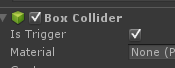 Box Collider
Is Trigger
Material None (P